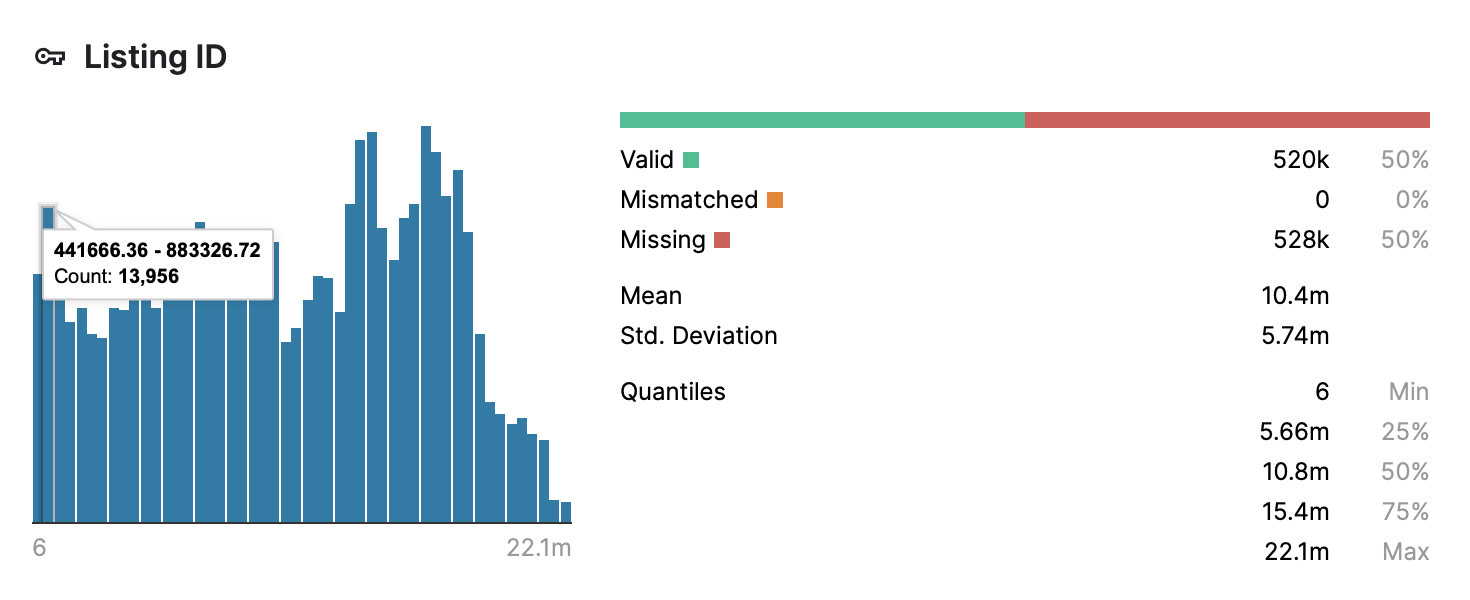 Listing ID
441666.36 - 883326.72
Count: 13,956
6 22.1m
Valid 520k 50%
Mismatched 0 0%
Missing 528k 50%
Mean 10.4m
Std. Deviation 5.74m
Quantiles 6 Min
5.66m 25%
10.8m 50%
15.4m 75%
22.1m Max